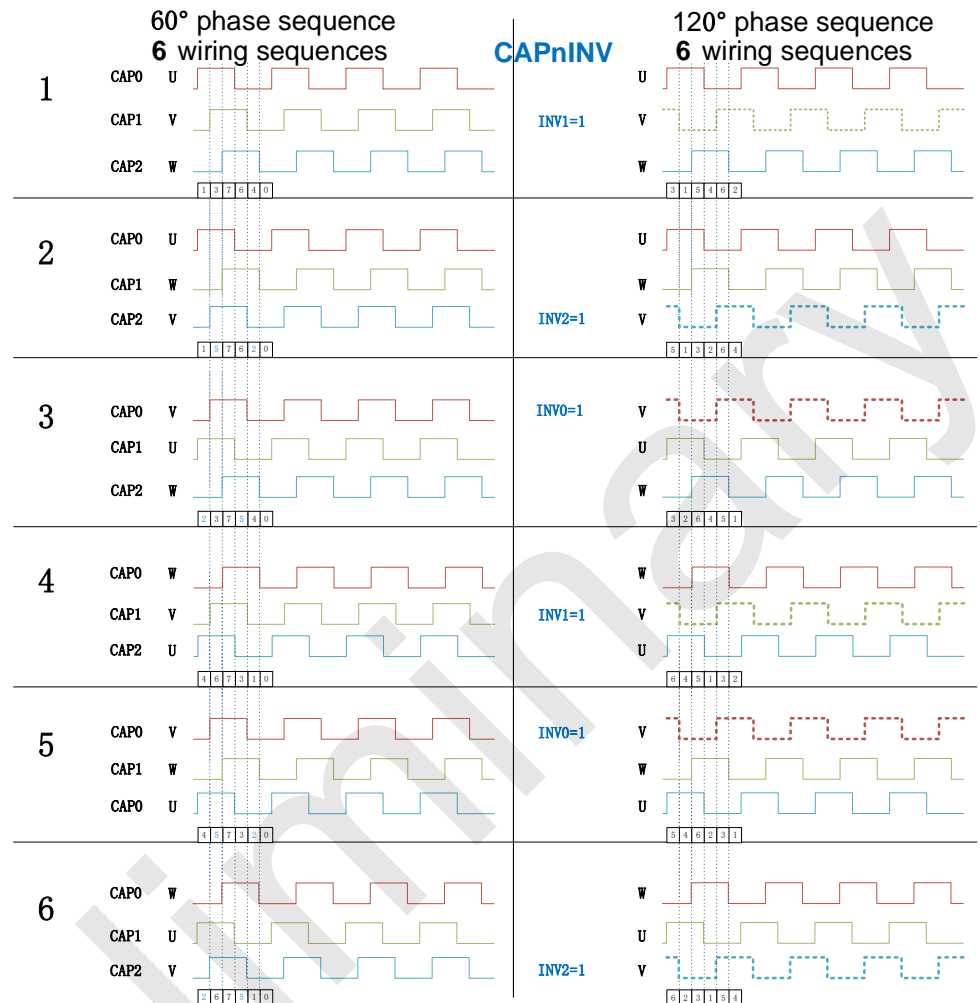 60° phase sequence
6 wiring sequences
CAPnINV
120° phase sequence
6 wiring sequences
1
CAP0 U
U
CAP1 V
INV1=1
V
CAP2 W
W
1 3 7 6 4 0
3 1 5 4 6 2
2
CAP0 U
U
CAP1 W
W
CAP2 V
INV2=1
V
1 5 7 6 2 0
5 1 3 2 6 4
3
CAP0 V
INV0=1
V
CAP1 U
U
CAP2 W
W
2 3 7 5 4 0
3 2 6 4 5 1
4
CAP0 W
W
CAP1 V
INV1=1
V
CAP2 U
U
4 6 7 3 1 0
6 4 5 1 3 2
5
CAP0 V
INV0=1
V
CAP1 W
W
CAP0 U
U
4 5 7 3 2 0
5 4 6 2 3 1
6
CAP0 W
W
CAP1 U
U
CAP2 V
INV2=1
V
2 6 7 5 1 0
6 2 3 1 5 4
liminary